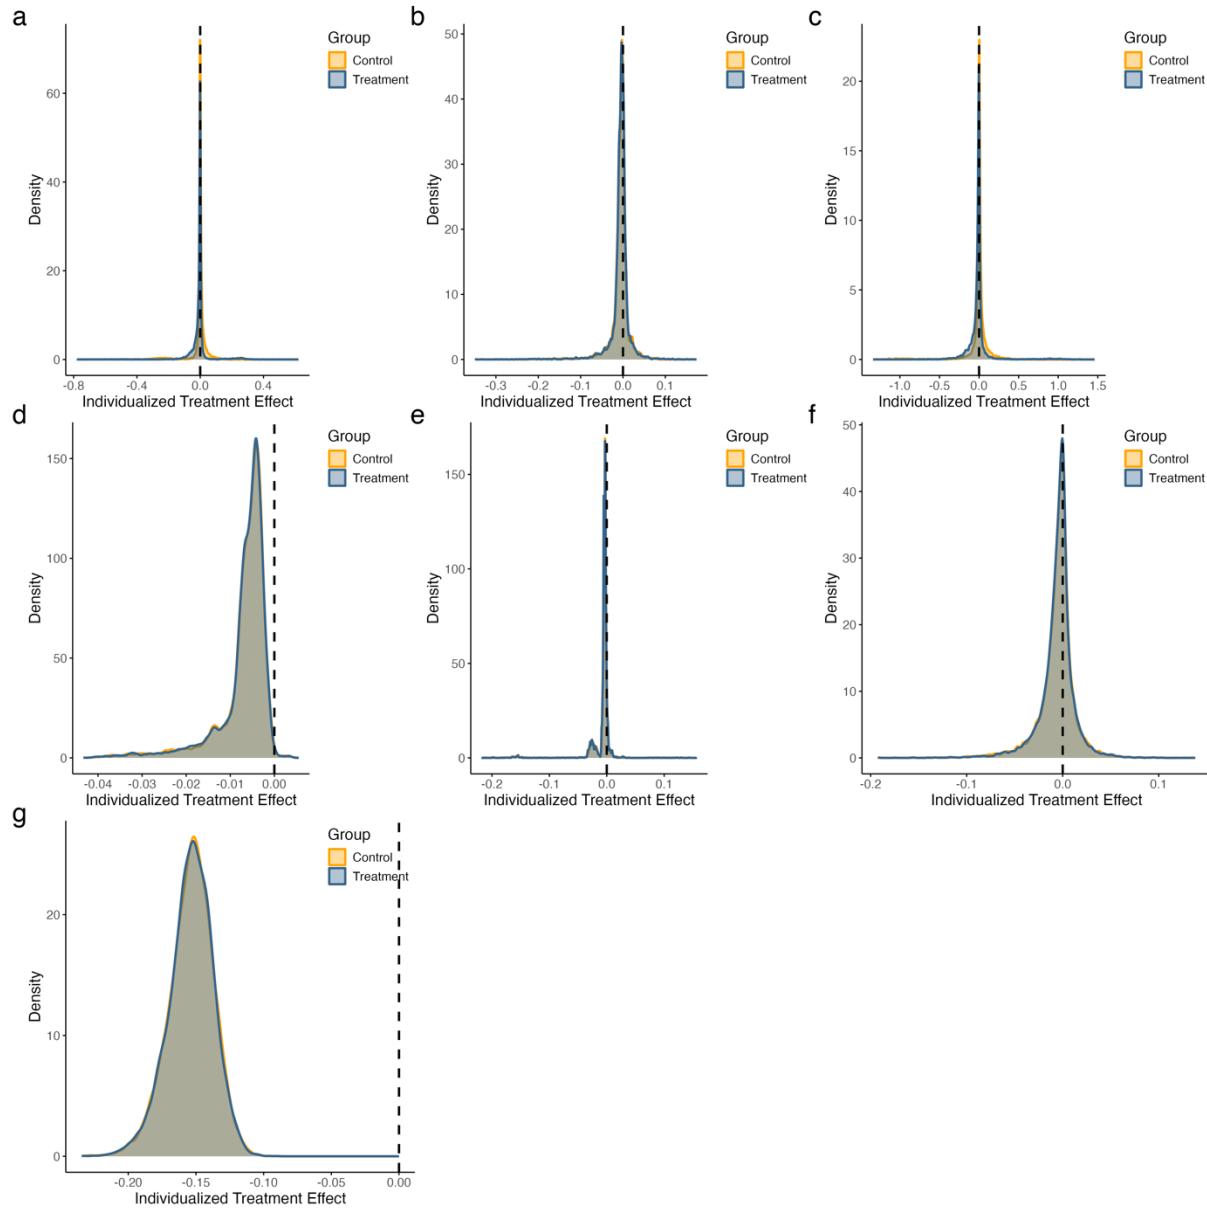 a
Group
Control
Treatment
Density
60
40
20
0
-0.8 -0.4 0.0 0.4
Individualized Treatment Effect
b
Group
Control
Treatment
Density
50
40
30
20
10
0
-0.3 -0.2 -0.1 0.0 0.1
Individualized Treatment Effect
c
Group
Control
Treatment
Density
20
15
10
5
0
-1.0 -0.5 0.0 0.5 1.0 1.5
Individualized Treatment Effect
d
Group
Control
Treatment
Density
150
100
50
0
-0.04 -0.03 -0.02 -0.01 0.00
Individualized Treatment Effect
e
Group
Control
Treatment
Density
150
100
50
0
-0.2 -0.1 0.0 0.1
Individualized Treatment Effect
f
Group
Control
Treatment
Density
50
40
30
20
10
0
-0.2 -0.1 0.0 0.1
Individualized Treatment Effect
g
Group
Control
Treatment
Density
20
10
0
-0.20 -0.15 -0.10 -0.05 0.00
Individualized Treatment Effect